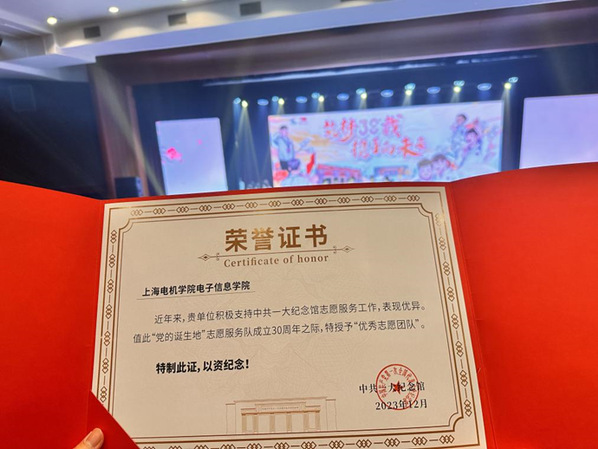 荣誉证书
Certificate of honor
上海电机学院电子信息学院
近年来，贵单位积极支持中共一大纪念馆志愿服务工作，表现优异。
值此“党的诞生地”志愿服务队成立30周年之际，特授予“优秀志愿团队”。
特制此证，以资纪念！
中共一大纪念馆
2023年12月